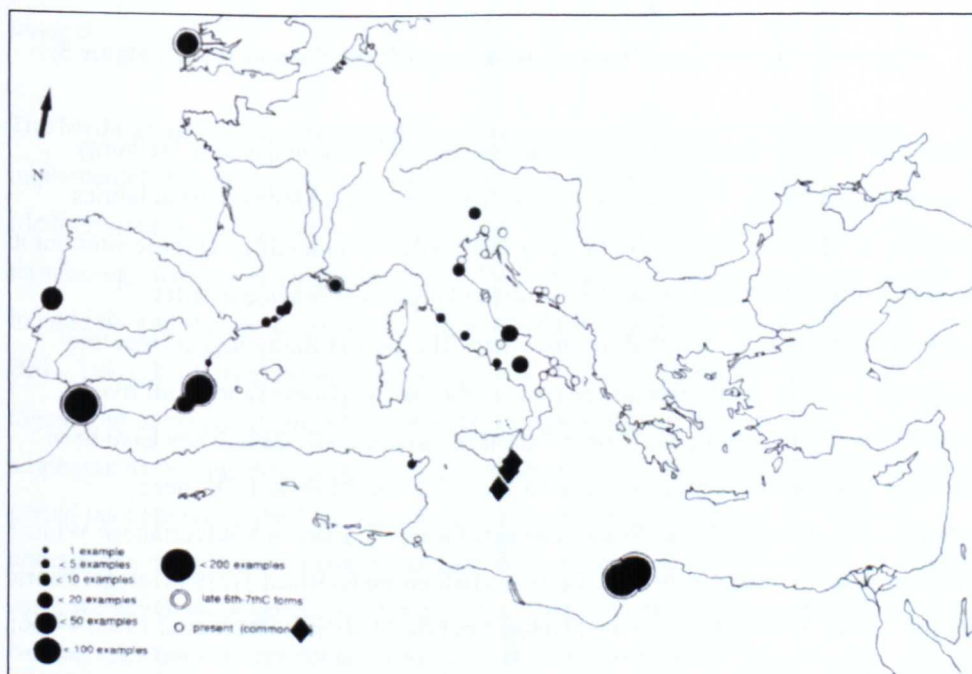 N
1 example
< 5 examples
< 10 examples
< 20 examples
< 50 examples
< 100 examples
< 200 examples
late 6th-7thC forms
present (common